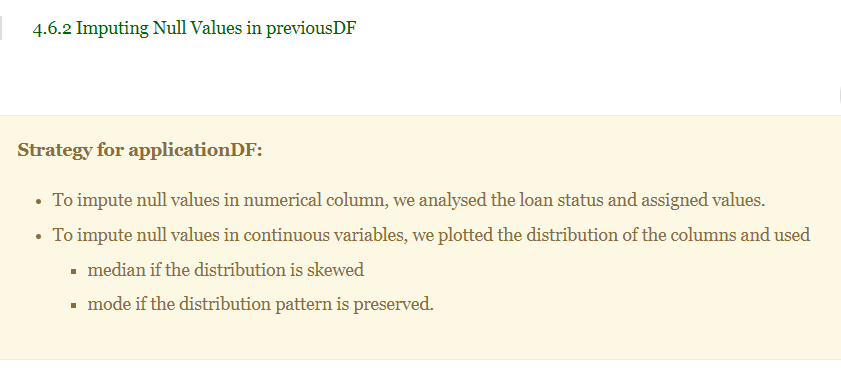 4.6.2 Imputing Null Values in previousDF
Strategy for applicationDF:
• To impute null values in numerical column, we analysed the loan status and assigned values.
• To impute null values in continuous variables, we plotted the distribution of the columns and used
▪ median if the distribution is skewed
▪ mode if the distribution pattern is preserved.